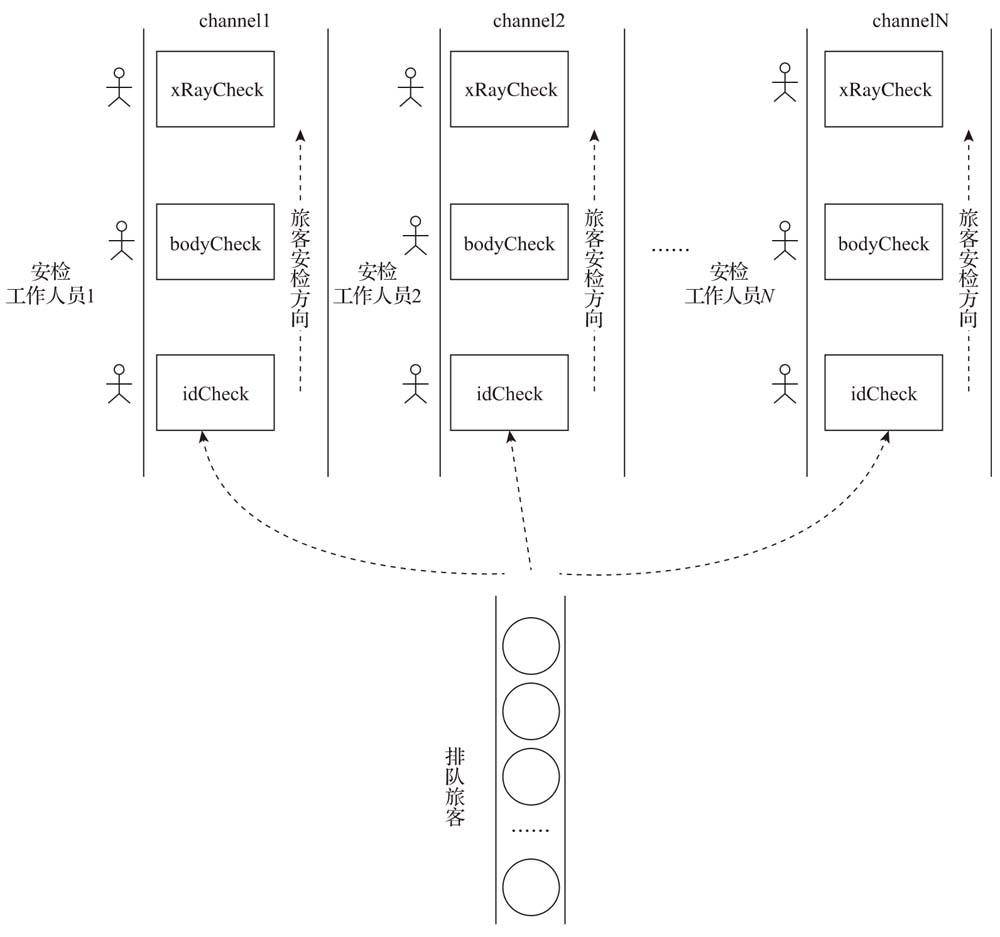 channel1
channel2
channelN
xRayCheck
xRayCheck
xRayCheck
bodyCheck
bodyCheck
bodyCheck
旅客安检方向
旅客安检方向
旅客安检方向
……
安检
工作人员1
安检
工作人员2
安检
工作人员N
idCheck
idCheck
idCheck
排队旅客
……